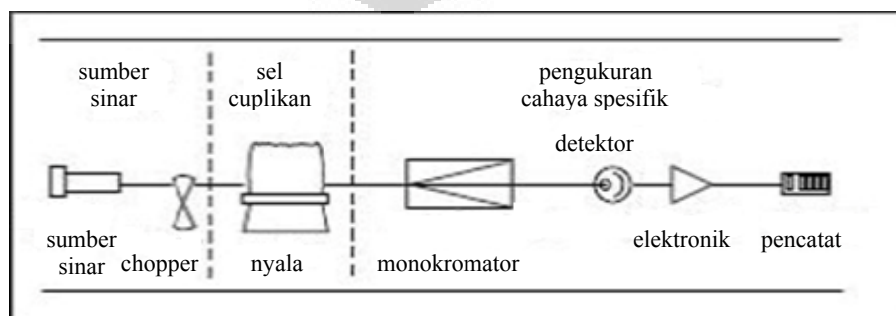 sumber
sinar
sel
cuplikan
pengukuran
cahaya spesifik
detektor
sumber
sinar
chopper
nyala
monokromator
elektronik
pencatat